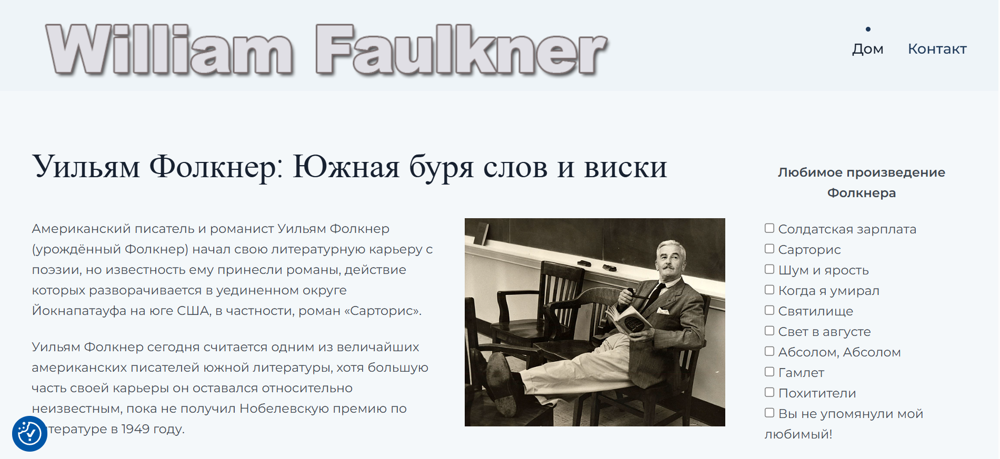 William Faulkner
Дом
Контакт
Уильям Фолкнер: Южная буря слов и виски
Американский писатель и романист Уильям Фолкнер
(урождённый Фолкнер) начал свою литературную карьеру с
поэзии, но известность ему принесли романы, действие
которых разворачивается в уединенном округе
Йокнапатауфа на юге США, в частности, роман «Сарторис».
Уильям Фолкнер сегодня считается одним из величайших
американских писателей южной литературы, хотя большую
часть своей карьеры он оставался относительно
неизвестным, пока не получил Нобелевскую премию по
тературе в 1949 году.
Любимое произведение
Фолкнера
Солдатская зарплата
Сарторис
Шум и ярость
Когда я умирал
Святилище
Свет в августе
Абсолом, Абсолом
Гамлет
Похитители
Вы не упомянули мой
любимый!